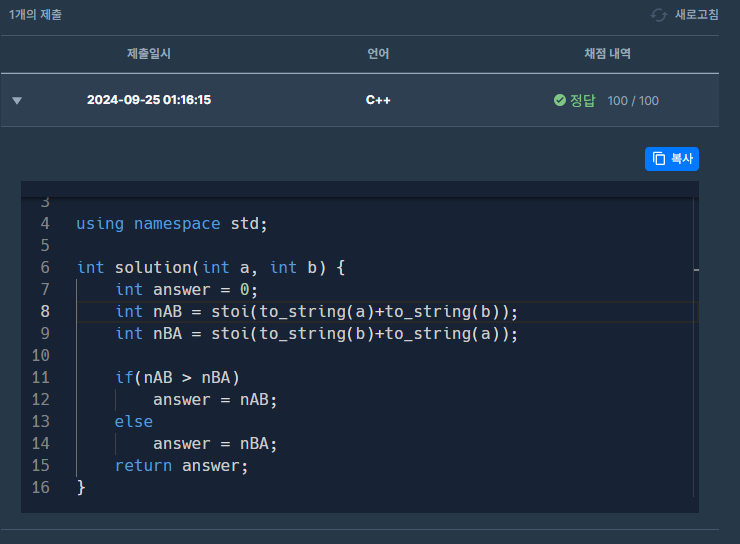 1개의 제출 새로고침
제출일시 언어 채점 내역
2024-09-25 01:16:15 C++ 정답 100 / 100
복사
3
4 using namespace std;
5
6 int solution(int a, int b) {
7     int answer = 0;
8     int nAB = stoi(to_string(a)+to_string(b));
9     int nBA = stoi(to_string(b)+to_string(a));
10
11     if(nAB > nBA)
12         answer = nAB;
13     else
14         answer = nBA;
15     return answer;
16 }